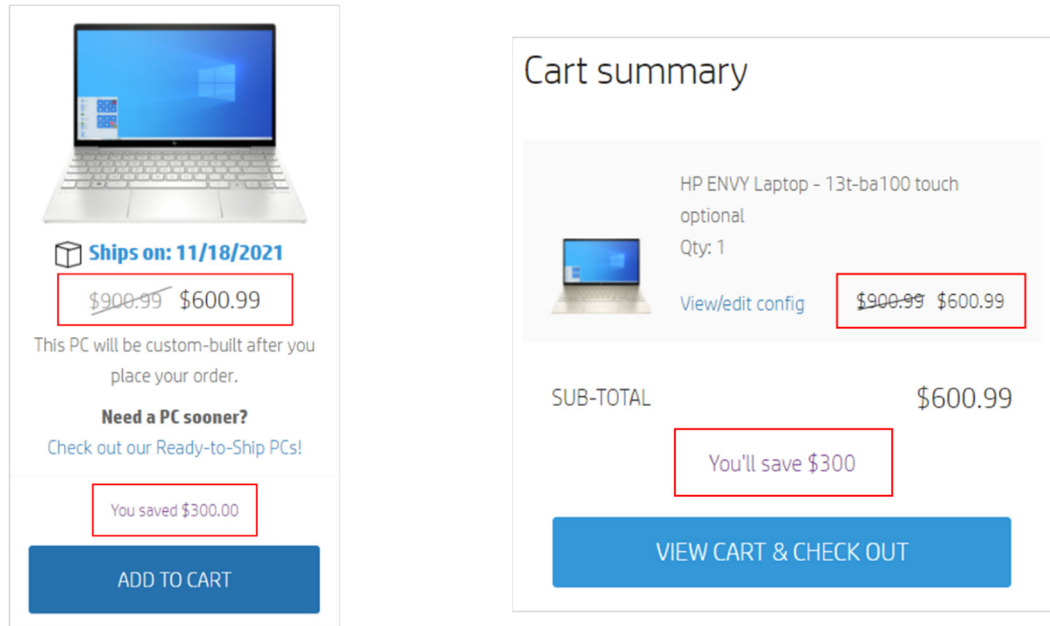 Ships on: 11/18/2021
$900.99 $600.99
This PC will be custom-built after you
place your order.
Need a PC sooner?
Check out our Ready-to-Ship PCs!
You saved $300.00
ADD TO CART
Cart summary
HP ENVY Laptop - 13t-ba100 touch
optional
Qty: 1
View/edit config $900.99 $600.99
SUB-TOTAL $600.99
You'll save $300
VIEW CART & CHECK OUT